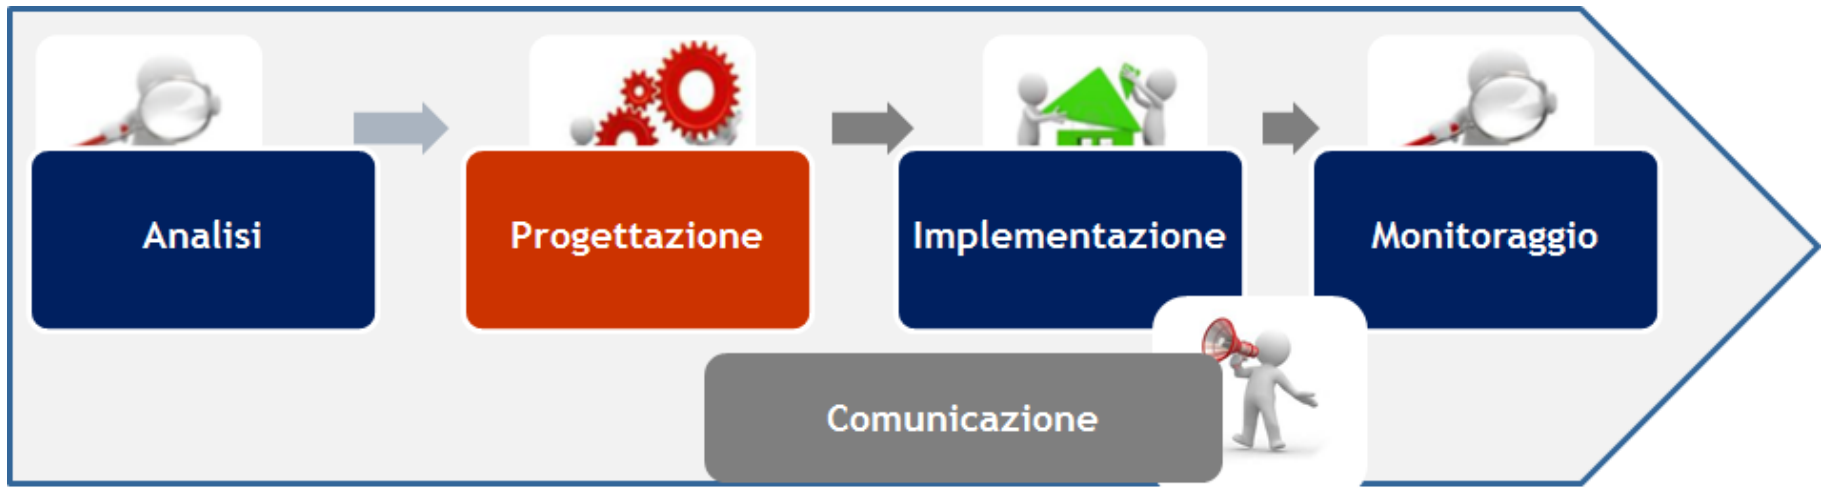 Analisi
Progettazione
Implementazione
Monitoraggio
Comunicazione